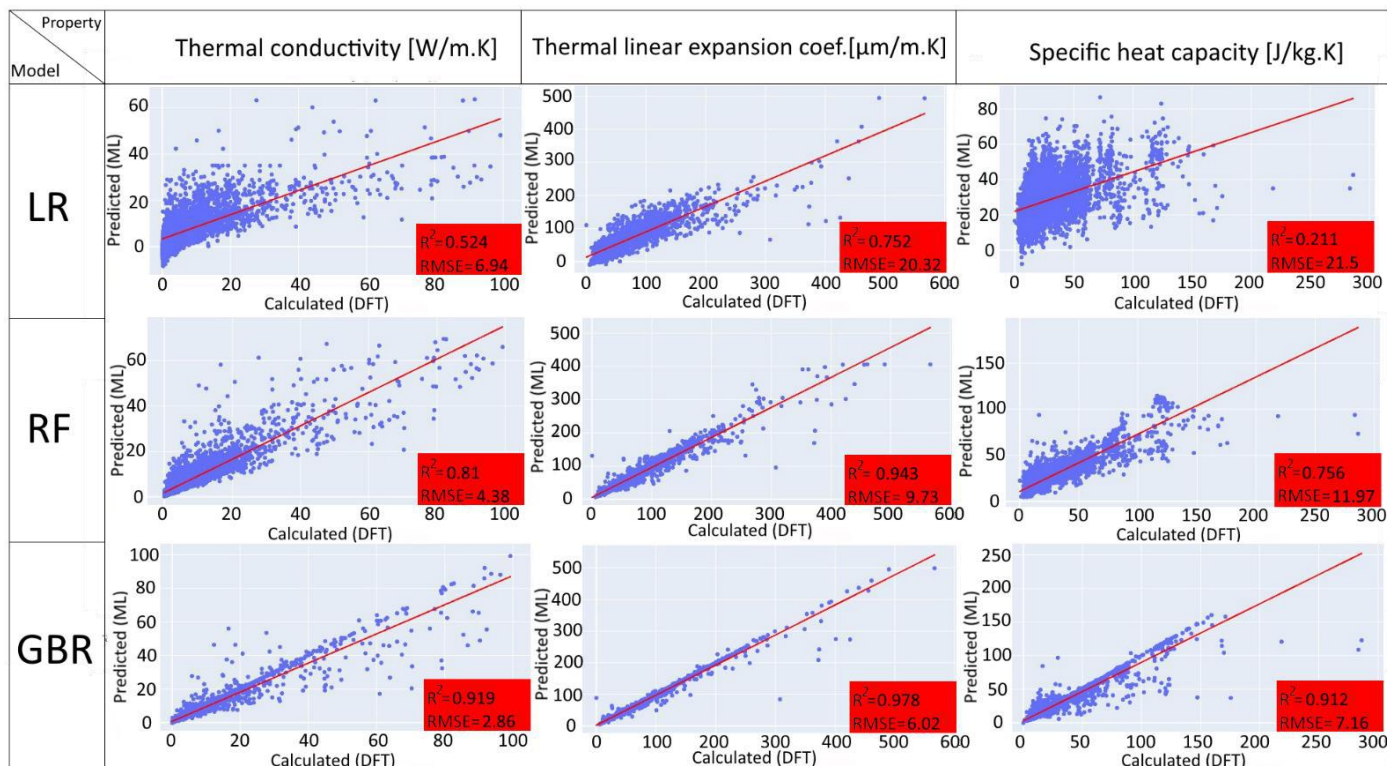 Property
Model
Thermal conductivity [W/m.K]
Thermal linear expansion coef.[µm/m.K]
Specific heat capacity [J/kg.K]
LR
Predicted (ML)
60
40
20
0
0
20
40
60
80
100
Calculated (DFT)
R²=0.524
RMSE=6.94
Predicted (ML)
500
400
300
200
100
0
0
100
200
300
400
500
600
Calculated (DFT)
R²=0.752
RMSE=20.32
Predicted (ML)
80
60
40
20
0
0
50
100
150
200
250
300
Calculated (DFT)
R²=0.211
RMSE=21.5
RF
Predicted (ML)
60
40
20
0
0
20
40
60
80
100
Calculated (DFT)
R²=0.81
RMSE=4.38
Predicted (ML)
500
400
300
200
100
0
0
100
200
300
400
500
600
Calculated (DFT)
R²=0.943
RMSE=9.73
Predicted (ML)
150
100
50
0
0
50
100
150
200
250
300
Calculated (DFT)
R²=0.756
RMSE=11.97
GBR
Predicted (ML)
100
80
60
40
20
0
0
20
40
60
80
100
Calculated (DFT)
R²=0.919
RMSE=2.86
Predicted (ML)
500
400
300
200
100
0
0
100
200
300
400
500
600
Calculated (DFT)
R²=0.978
RMSE=6.02
Predicted (ML)
250
200
150
100
50
0
0
50
100
150
200
250
300
Calculated (DFT)
R²=0.912
RMSE=7.16